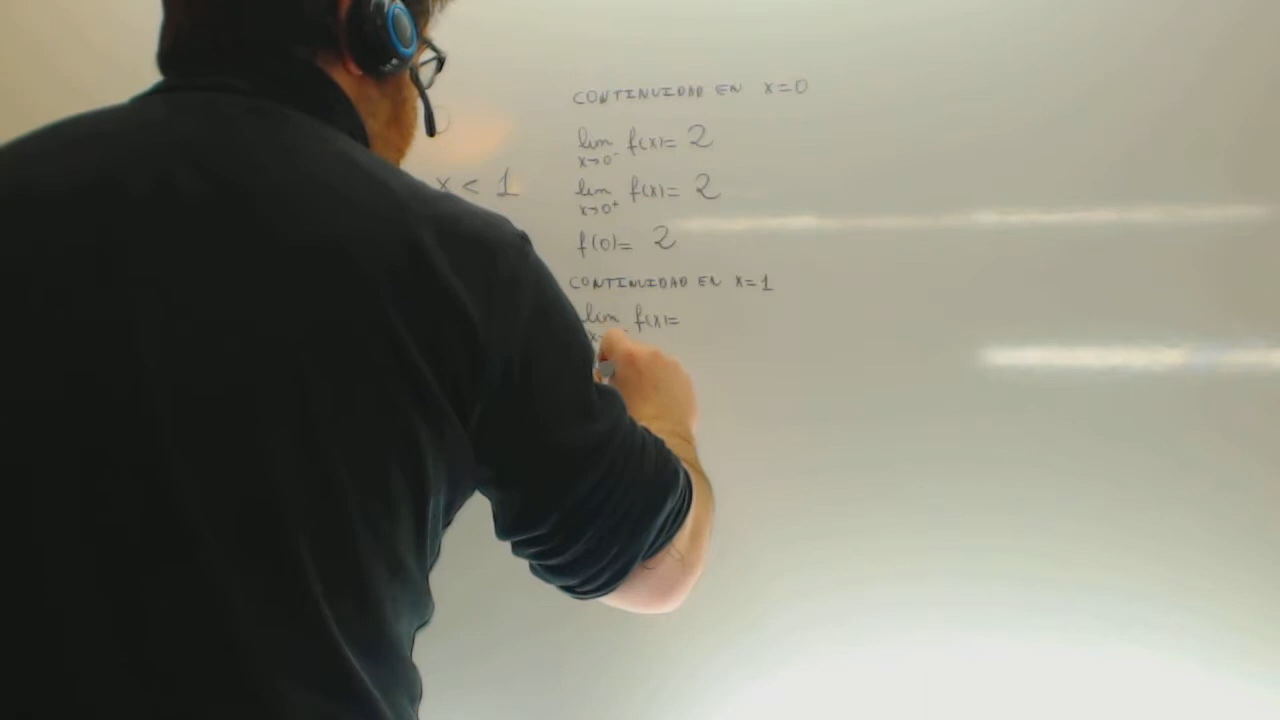 CONTINUIDAD EN x=0
lim f(x)= 2
x→0⁻
x < 1
lim f(x)= 2
x→0⁺
f(0)= 2
CONTINUIDAD EN x=1
lim f(x)=